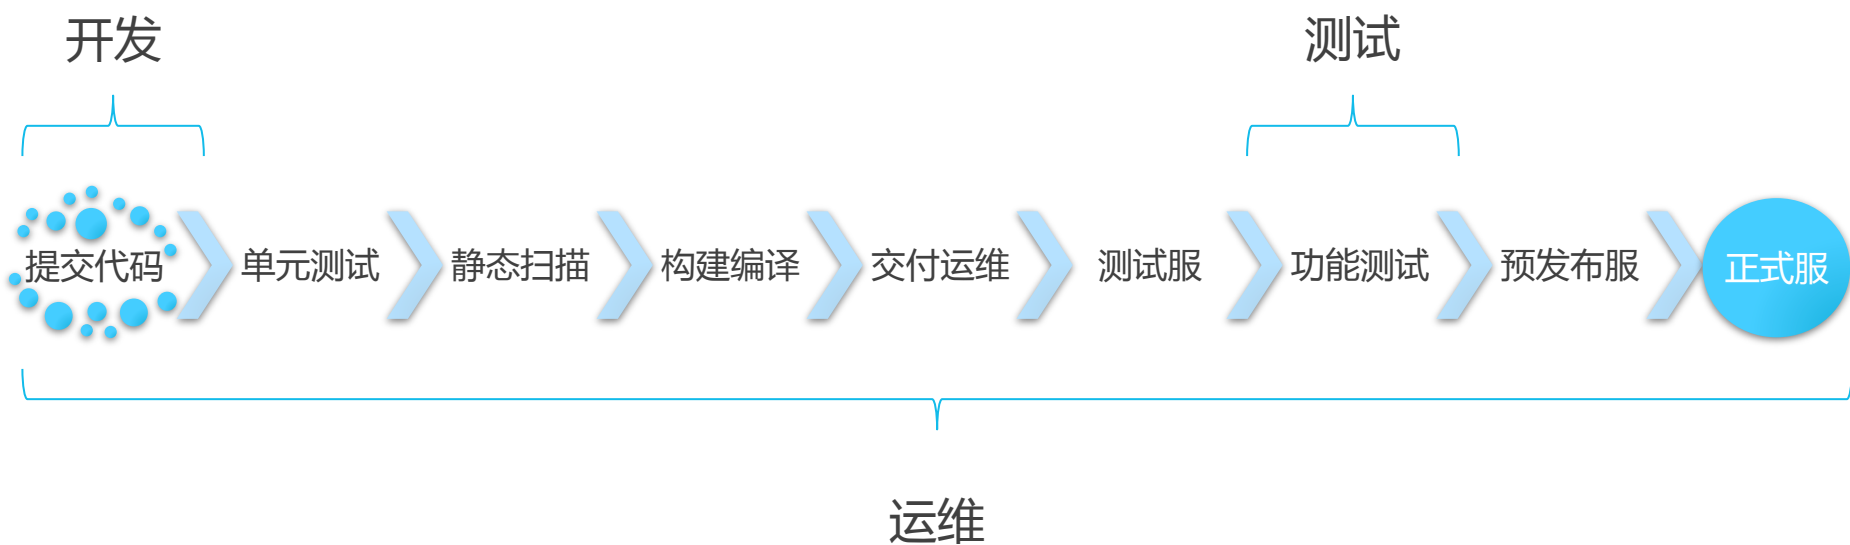 开发
测试
提交代码
单元测试
静态扫描
构建编译
交付运维
测试服
功能测试
预发布服
正式服
运维